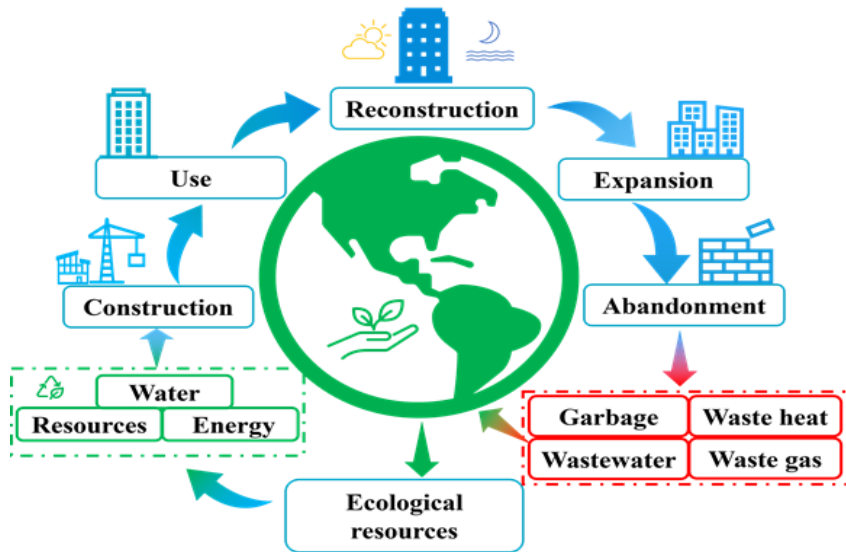 Reconstruction
Use
Expansion
Construction
Abandonment
Water
Resources
Energy
Garbage
Waste heat
Wastewater
Waste gas
Ecological
resources